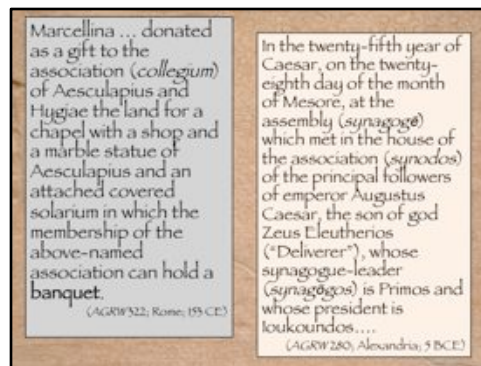 Marcellina ... donated
as a gift to the
association (collegium)
of Aesculapius and
Hygiae the land for a
chapel with a shop and
a marble statue of
Aesculapius and an
attached covered
solarium in which the
membership of the
above-named
association can hold a
banquet.
(AGRW 322; Rome; 153 CE)
In the twenty-fifth year of
Caesar, on the twenty-
eighth day of the month
of Mesore, at the
assembly (synagogē)
which met in the house of
the association (synodos)
of the principal followers
of emperor Augustus
Caesar, the son of god
Zeus Eleutherios
("Deliverer"), whose
synagogue-leader
(synagōgos) is Primos and
whose president is
Ioukoundos....
(AGRW 280; Alexandria; 5 BCE)